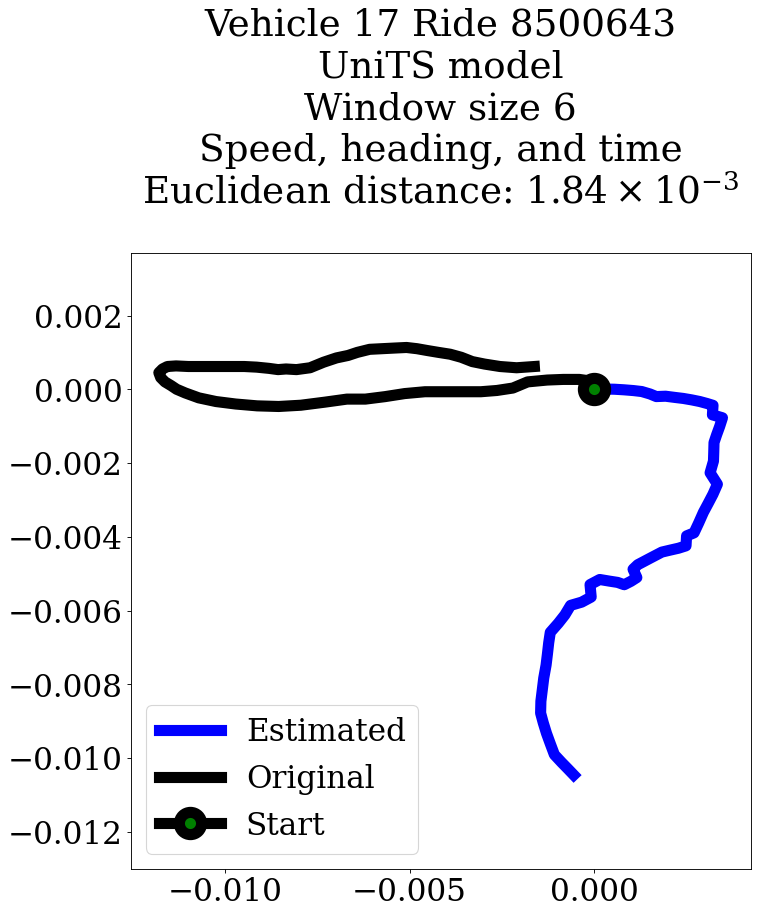 Vehicle 17 Ride 8500643
UniTS model
Window size 6
Speed, heading, and time
Euclidean distance: 1.84 × 10⁻³
0.002
0.000
−0.002
−0.004
−0.006
−0.008
−0.010
−0.012
Estimated
Original
Start
−0.010
−0.005
0.000